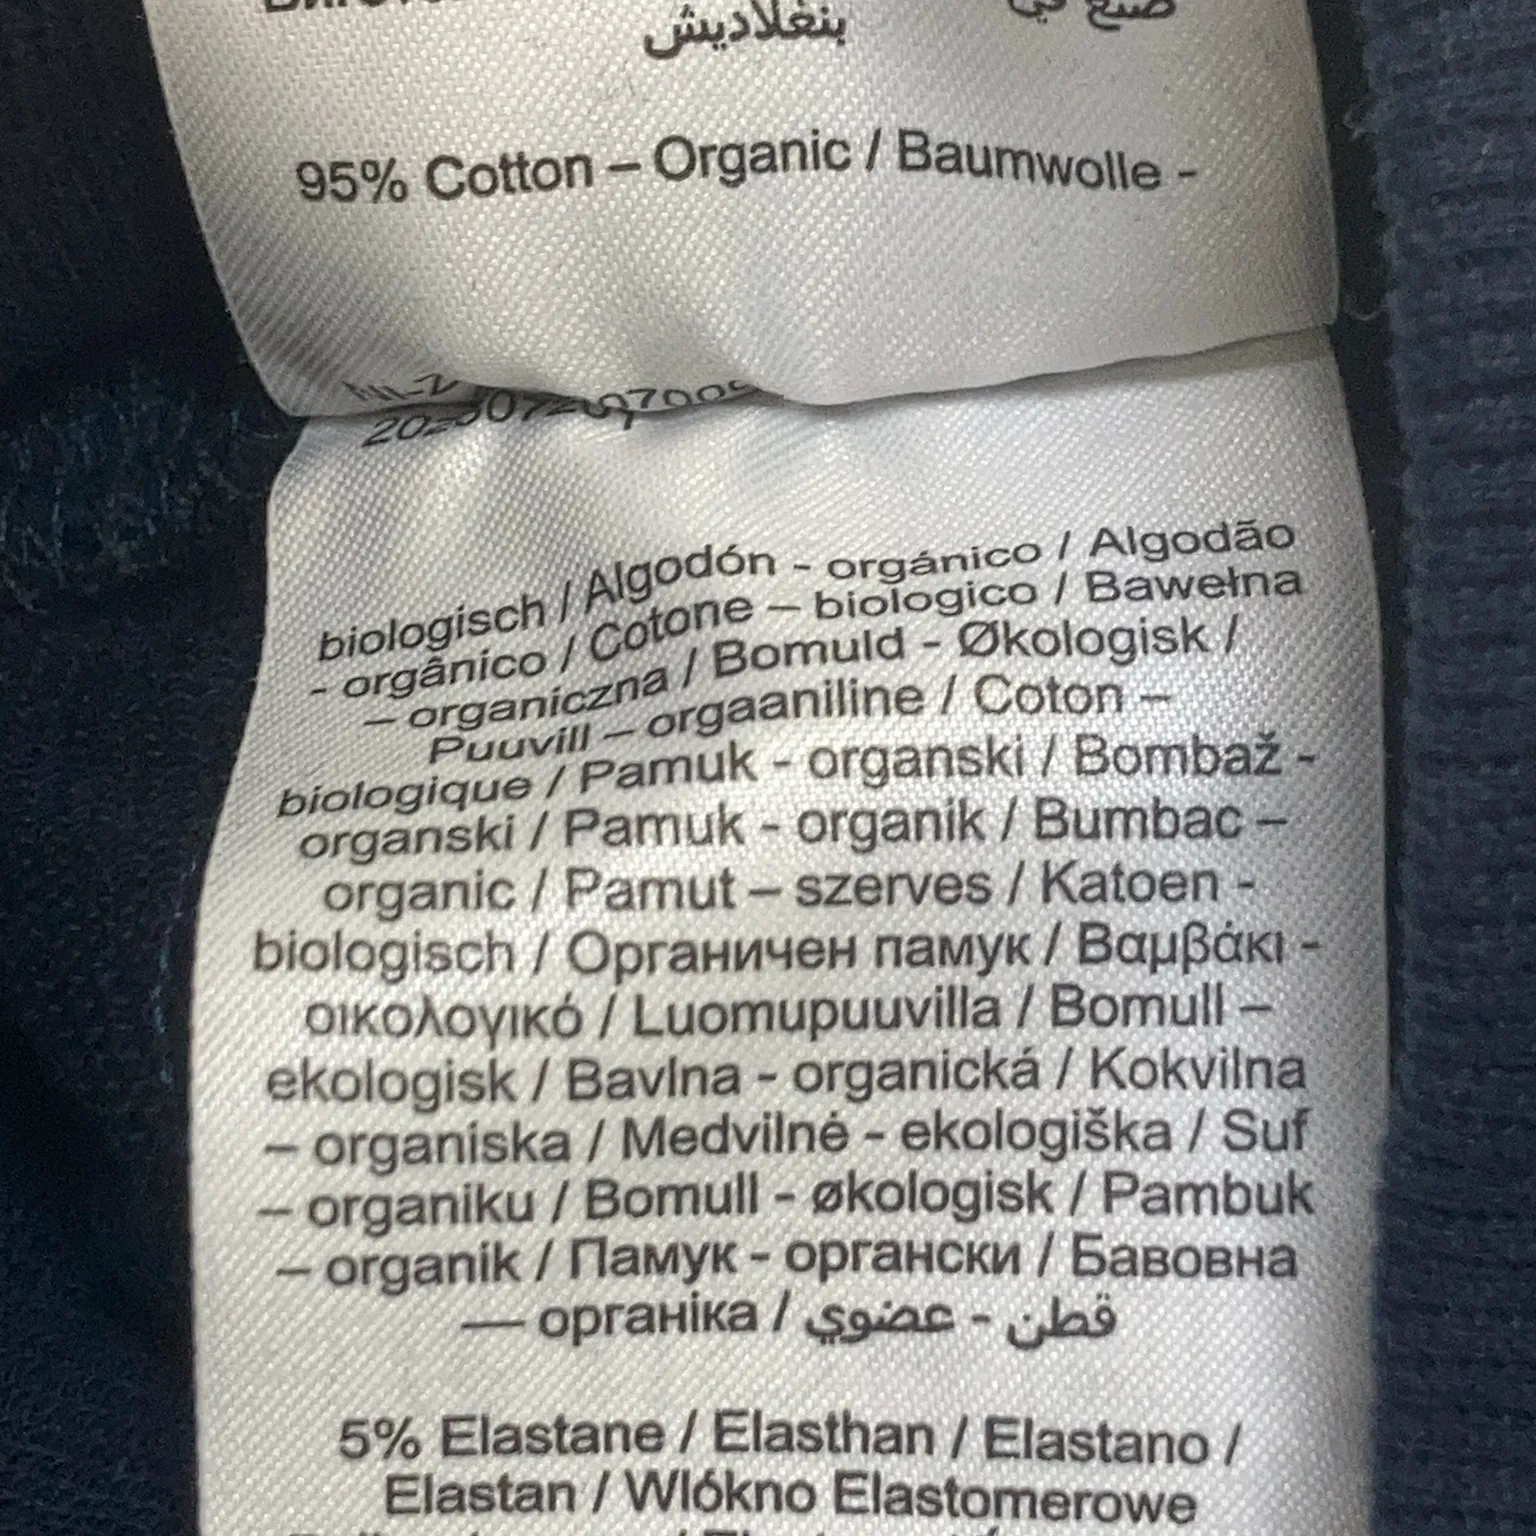 بنغلاديش صنع في
95% Cotton – Organic / Baumwolle -
biologisch / Algodón - orgánico / Algodão
- orgânico / Cotone – biologico / Bawełna
– organiczna / Bomuld - Økologisk /
Puuvill – orgaaniline / Coton –
biologique / Pamuk - organski / Bombaž -
organski / Pamuk - organik / Bumbac –
organic / Pamut – szerves / Katoen -
biologisch / Органичен памук / Βαμβάκι -
οικολογικό / Luomupuuvilla / Bomull –
ekologisk / Bavlna - organická / Kokvilna
– organiska / Medvilnė - ekologiška / Suf
– organiku / Bomull - økologisk / Pambuk
– organik / Памук - органски / Бавовна
— органіка / قطن - عضوي
5% Elastane / Elasthan / Elastano /
Elastan / Wlókno Elastomerowe